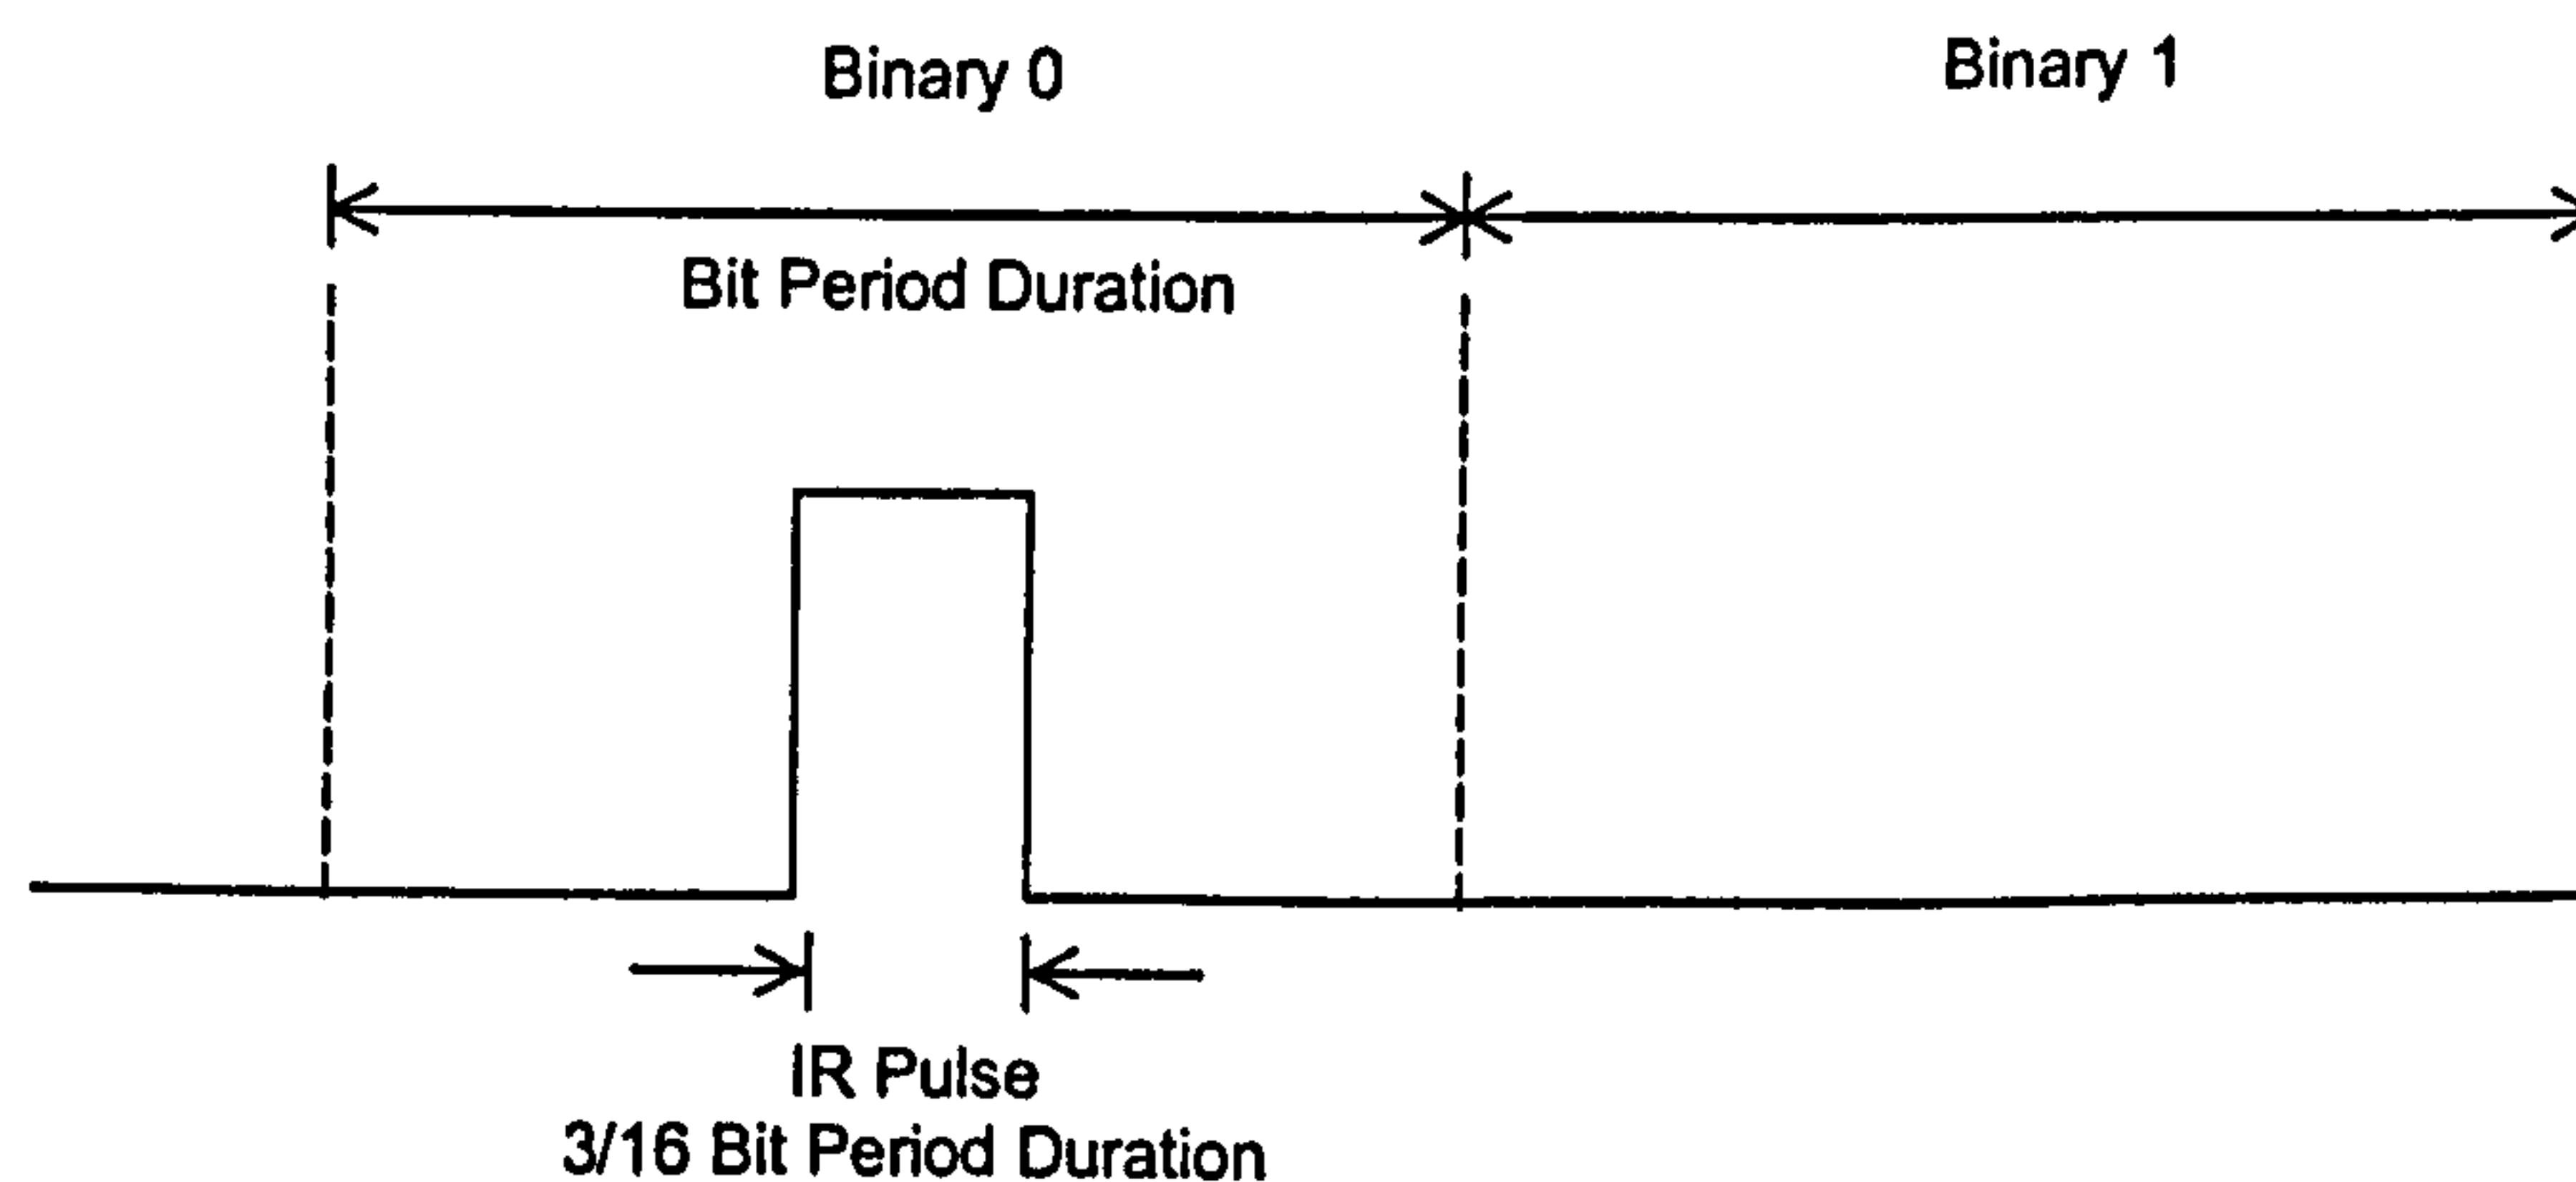 Binary 0
Binary 1
Bit Period Duration
IR Pulse
3/16 Bit Period Duration